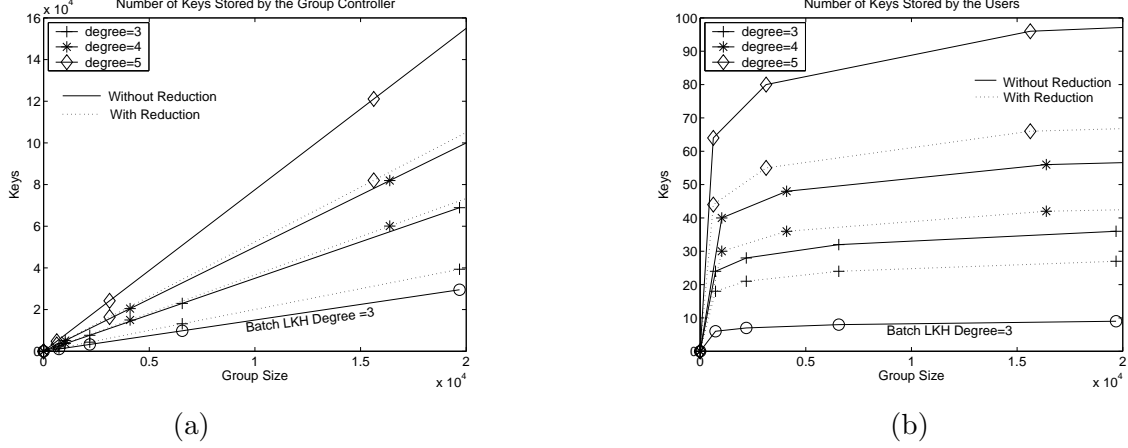 Number of Keys Stored by the Group Controller
x 10^4
16
14
12
10
8
6
4
2
0
Keys
degree=3
degree=4
degree=5
Without Reduction
With Reduction
Batch LKH Degree =3
0 0.5 1 1.5 2
Group Size
x 10^4
(a)
Number of Keys Stored by the Users
100
90
80
70
60
50
40
30
20
10
0
Keys
degree=3
degree=4
degree=5
Without Reduction
With Reduction
Batch LKH Degree=3
0 0.5 1 1.5 2
Group Size
x 10^4
(b)